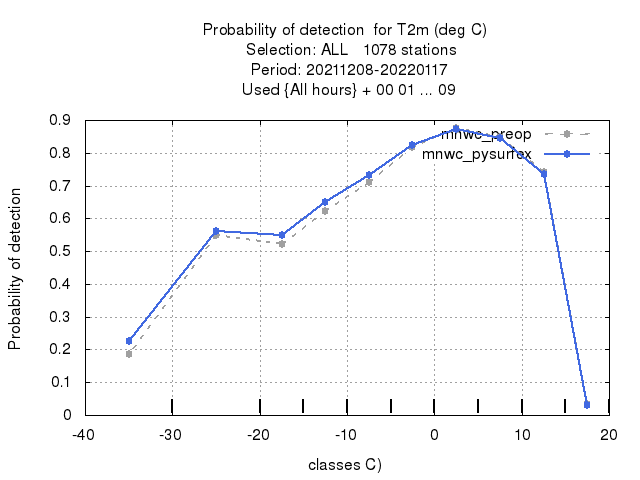 Probability of detection  for T2m (deg C)
Selection: ALL   1078 stations
Period: 20211208-20220117
Used {All hours} + 00 01 ... 09
0.9
0.8
0.7
0.6
0.5
0.4
0.3
0.2
0.1
0
Probability of detection
mnwc_preop
mnwc_pysurfex
-40 -30 -20 -10 0 10 20
classes C)